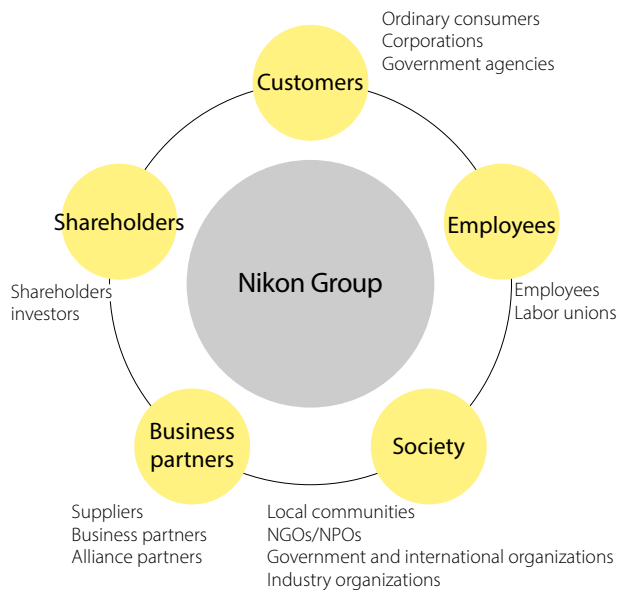 Ordinary consumers
Corporations
Government agencies
Customers
Shareholders
Employees
Nikon Group
Shareholders
investors
Employees
Labor unions
Business
partners
Society
Suppliers
Business partners
Alliance partners
Local communities
NGOs/NPOs
Government and international organizations
Industry organizations